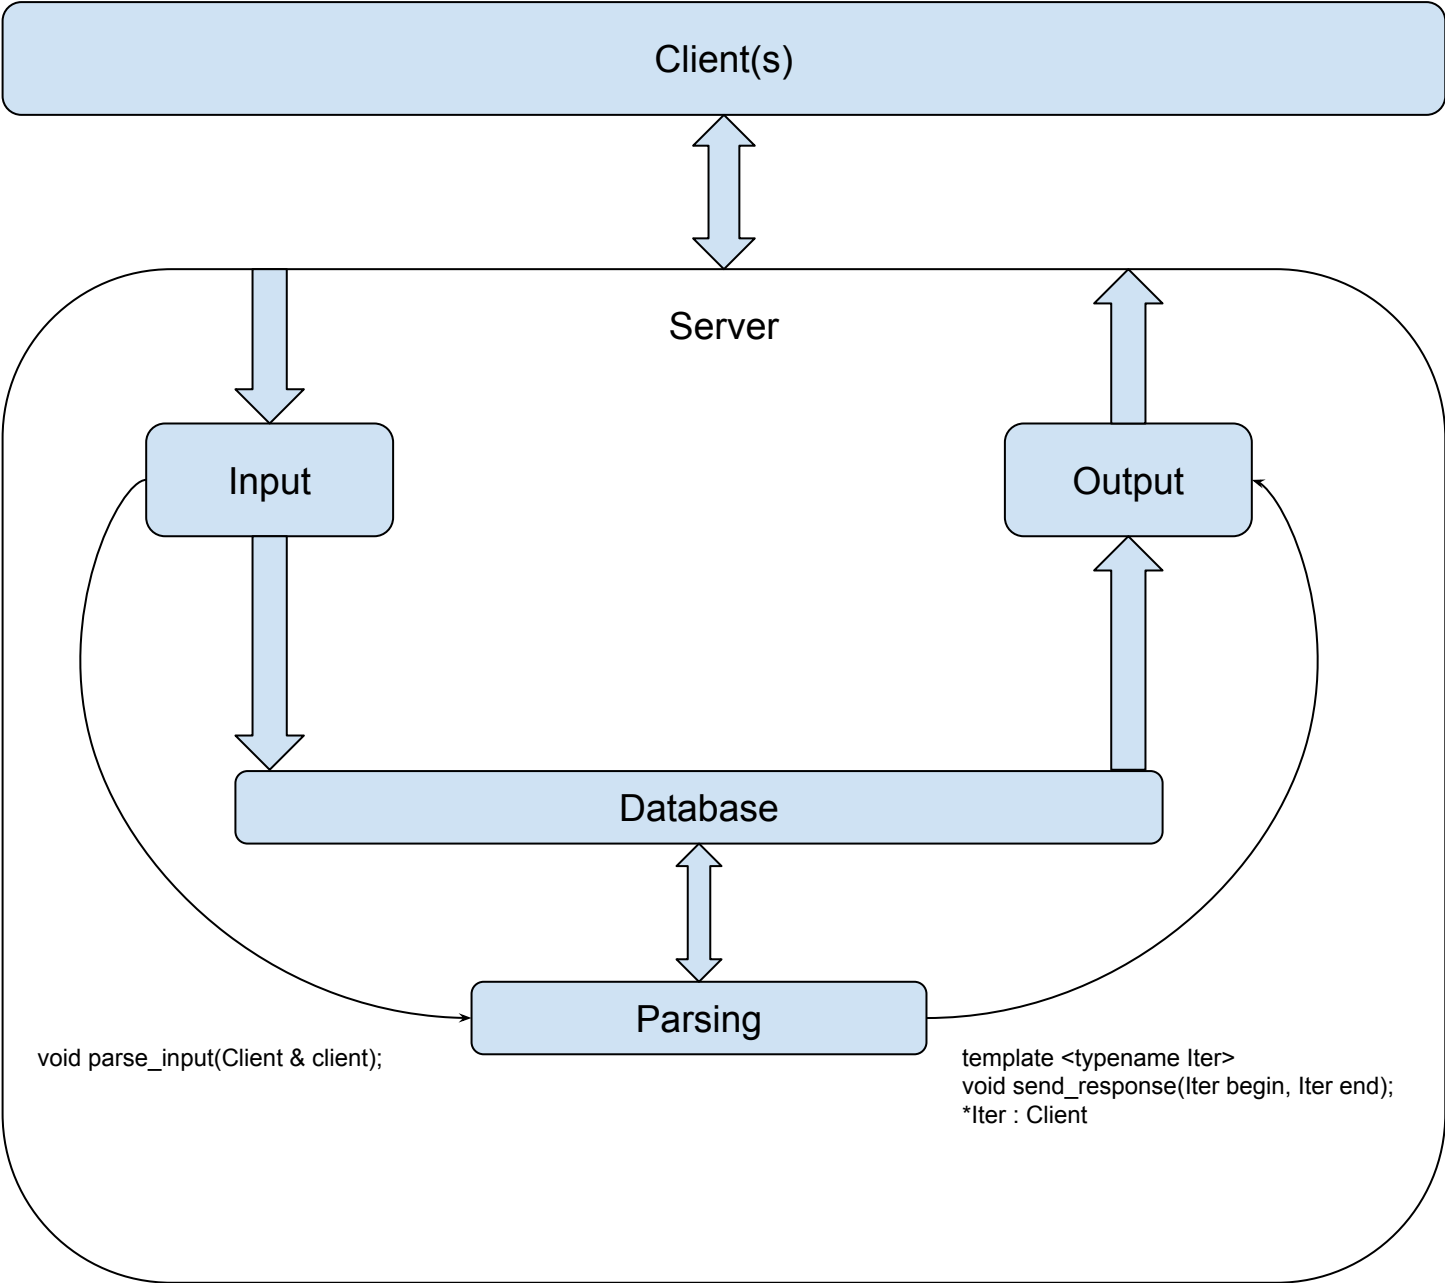 Client(s)
Server
Input
Output
Database
Parsing
void parse_input(Client & client);
template <typename Iter>
void send_response(Iter begin, Iter end);
*Iter : Client